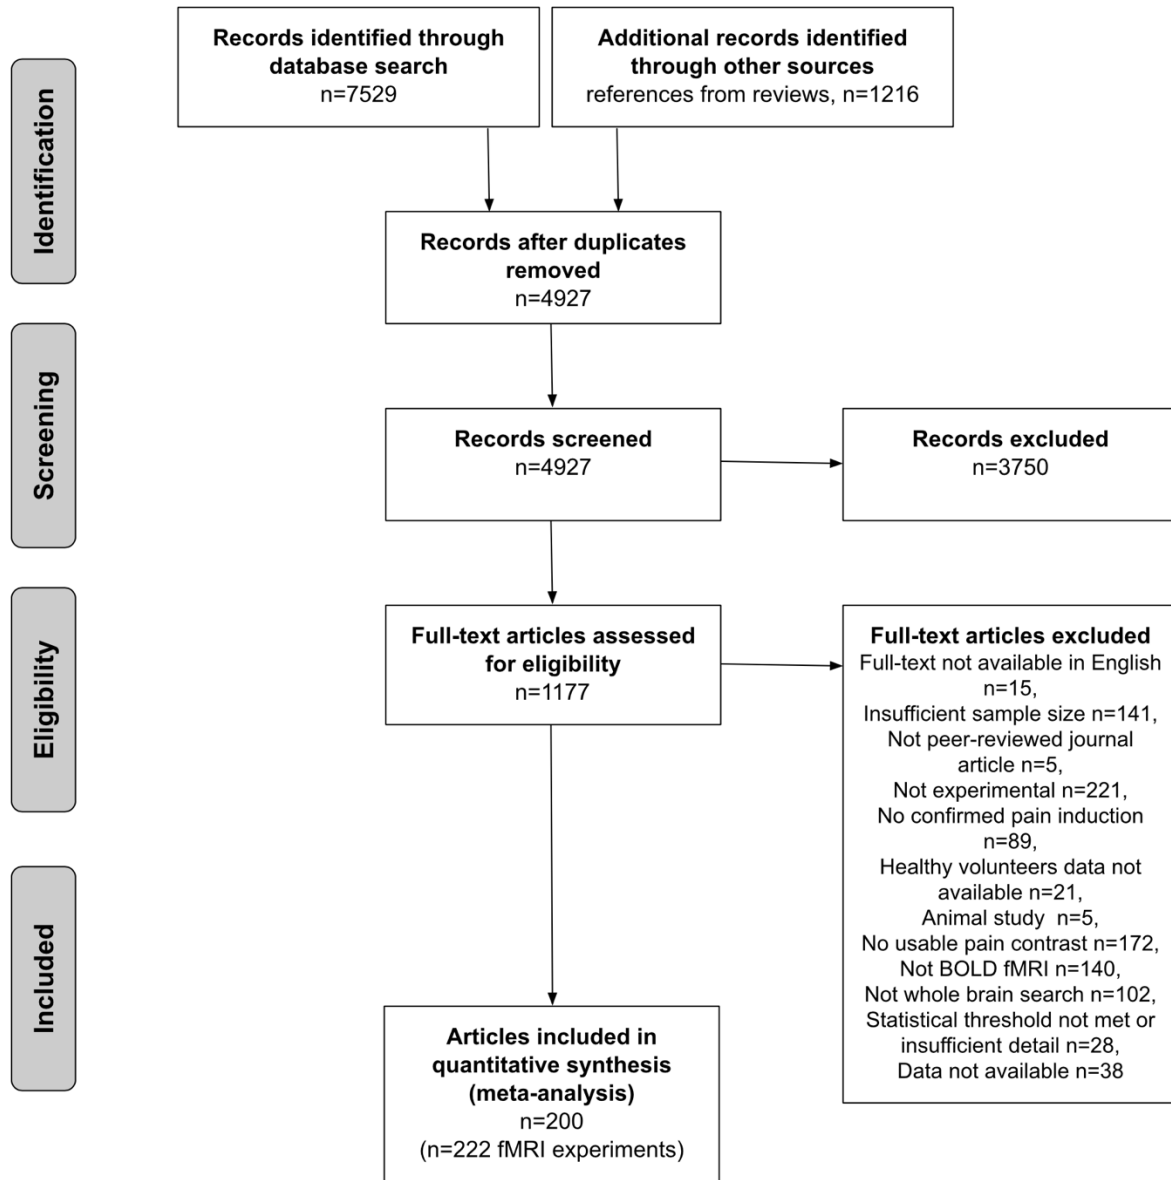 Identification
Records identified through
database search
n=7529
Additional records identified
through other sources
references from reviews, n=1216
Records after duplicates
removed
n=4927
Screening
Records screened
n=4927
Records excluded
n=3750
Eligibility
Full-text articles assessed
for eligibility
n=1177
Full-text articles excluded
Full-text not available in English
n=15,
Insufficient sample size n=141,
Not peer-reviewed journal
article n=5,
Not experimental n=221,
No confirmed pain induction
n=89,
Healthy volunteers data not
available n=21,
Animal study n=5,
No usable pain contrast n=172,
Not BOLD fMRI n=140,
Not whole brain search n=102,
Statistical threshold not met or
insufficient detail n=28,
Data not available n=38
Included
Articles included in
quantitative synthesis
(meta-analysis)
n=200
(n=222 fMRI experiments)